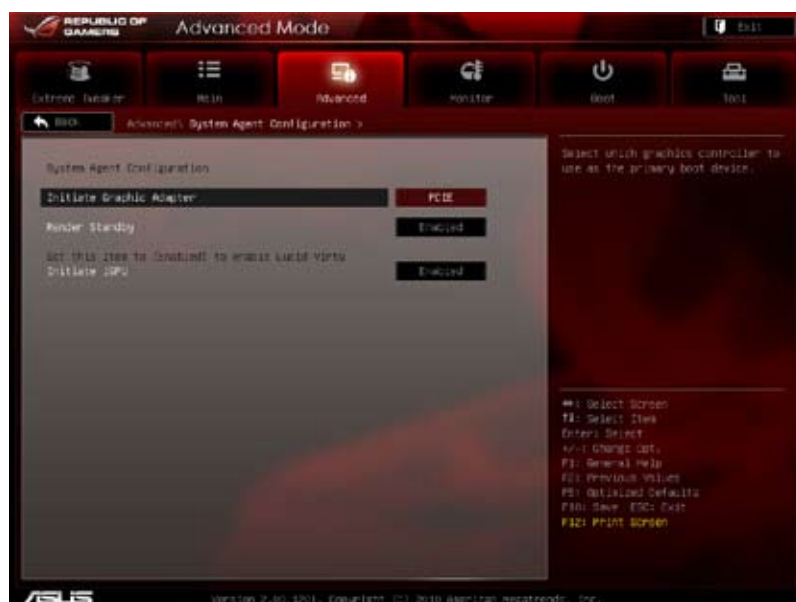 REPUBLIC OF
GAMERS
Advanced Mode
Exit
Extreme Tweaker
Main
Advanced
Monitor
Boot
Tool
Back
Advanced\ System Agent Configuration >
System Agent Configuration
Initiate Graphic Adapter
PCIE
Render Standby
Enabled
Set this item to [Enabled] to enable Lucid Virtu
Initiate iGPU
Enabled
Select which graphics controller to
use as the primary boot device.
→←: Select Screen
↑↓: Select Item
Enter: Select
+/-: Change Opt.
F1: General Help
F2: Previous Values
F5: Optimized Defaults
F10: Save ESC: Exit
F12: Print Screen
ASUS
Version 2.00.1201. Copyright (C) 2010 American Megatrends, Inc.